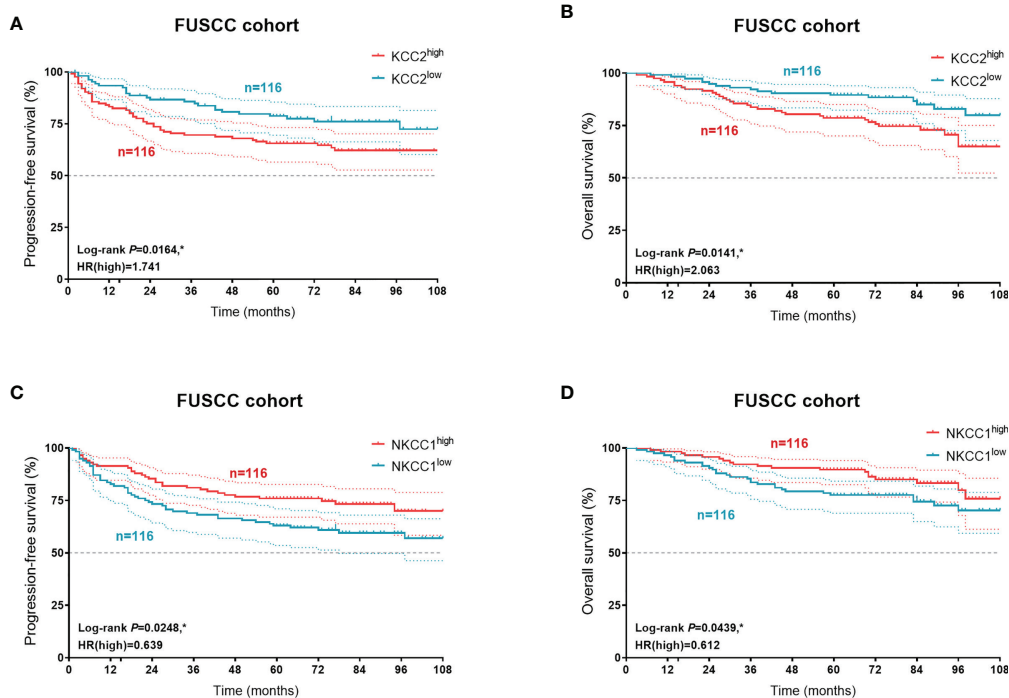 A
FUSCC cohort
KCC2high
KCC2low
n=116
n=116
Progression-free survival (%)
100
75
50
25
0
Log-rank P=0.0164,*
HR(high)=1.741
0 12 24 36 48 60 72 84 96 108
Time (months)
B
FUSCC cohort
KCC2high
KCC2low
n=116
n=116
Overall survival (%)
100
75
50
25
0
Log-rank P=0.0141,*
HR(high)=2.063
0 12 24 36 48 60 72 84 96 108
Time (months)
C
FUSCC cohort
NKCC1high
NKCC1low
n=116
n=116
Progression-free survival (%)
100
75
50
25
0
Log-rank P=0.0248,*
HR(high)=0.639
0 12 24 36 48 60 72 84 96 108
Time (months)
D
FUSCC cohort
NKCC1high
NKCC1low
n=116
n=116
Overall survival (%)
100
75
50
25
0
Log-rank P=0.0439,*
HR(high)=0.612
0 12 24 36 48 60 72 84 96 108
Time (months)